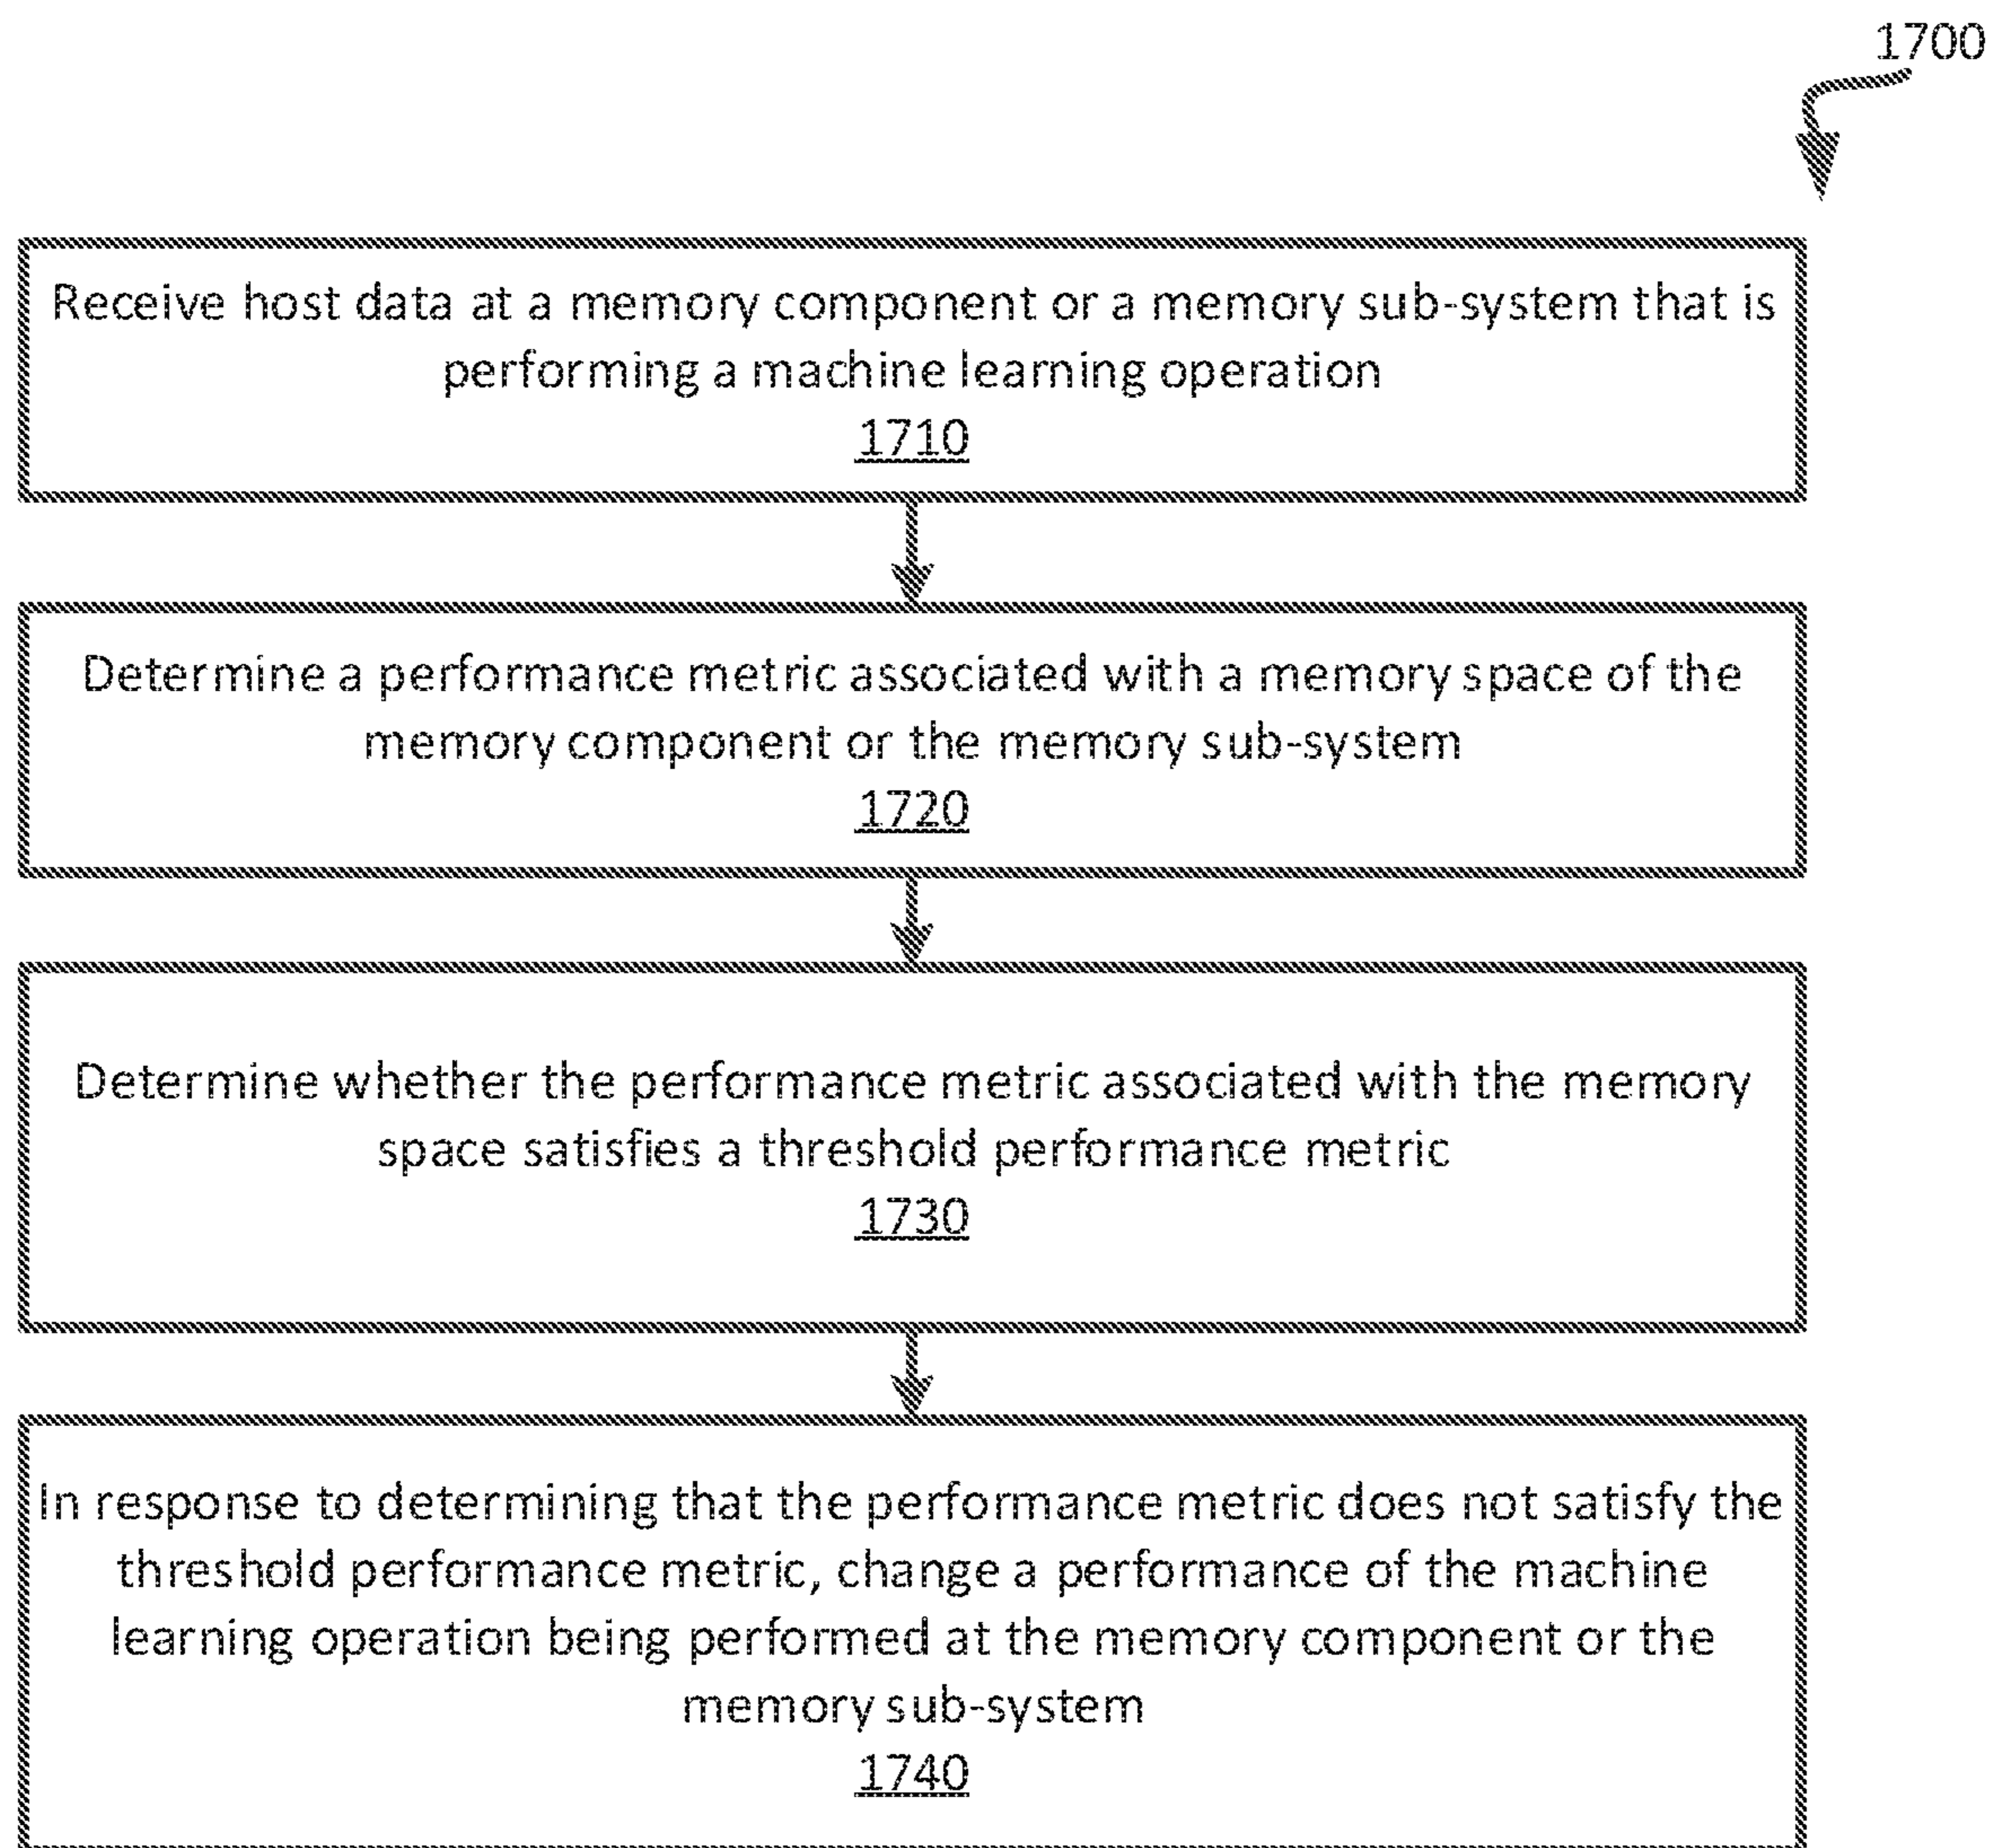 1700
Receive host data at a memory component or a memory sub-system that is
performing a machine learning operation
1710
Determine a performance metric associated with a memory space of the
memory component or the memory sub-system
1720
Determine whether the performance metric associated with the memory
space satisfies a threshold performance metric
1730
In response to determining that the performance metric does not satisfy the
threshold performance metric, change a performance of the machine
learning operation being performed at the memory component or the
memory sub-system
1740